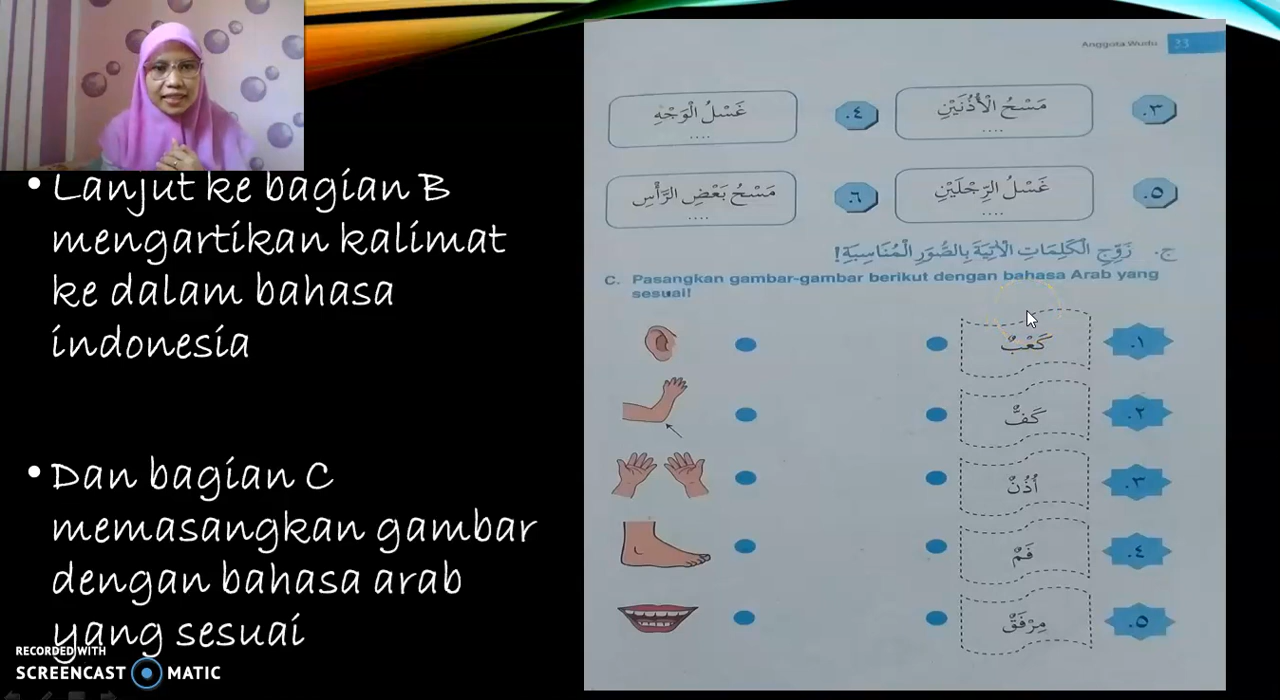 • Lanjut ke bagian B
mengartikan kalimat
ke dalam bahasa
indonesia
• Dan bagian C
memasangkan gambar
dengan bahasa arab
yang sesuai
RECORDED WITH
SCREENCAST MATIC
Anggota Wudu 33
٣. مَسْحُ الْأُذُنَيْنِ
....
٤. غَسْلُ الْوَجْهِ
....
٥. غَسْلُ الرِّجْلَيْنِ
....
٦. مَسْحُ بَعْضِ الرَّأْسِ
....
ج. زَوِّجِ الْكَلِمَاتِ الْآتِيَةَ بِالصُّوَرِ الْمُنَاسِبَةِ!
C. Pasangkan gambar-gambar berikut dengan bahasa Arab yang
sesuai!
١. كَعْبٌ
٢. كَفٌّ
٣. أُذُنٌ
٤. فَمٌ
٥. مِرْفَقٌ